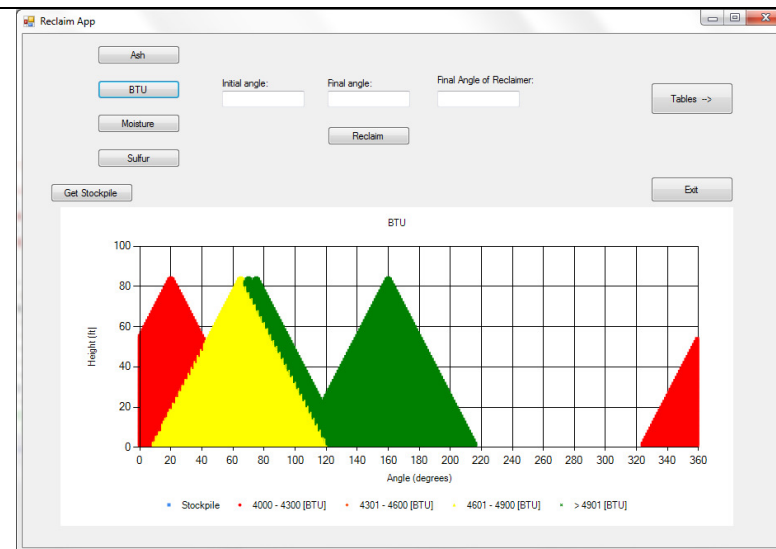 Reclaim App
Ash
BTU
Moisture
Sulfur
Get Stockpile
Initial angle:
Final angle:
Final Angle of Reclaimer:
Reclaim
Tables -->
Exit
BTU
Height [ft]
100
80
60
40
20
0
0 20 40 60 80 100 120 140 160 180 200 220 240 260 280 300 320 340 360
Angle (degrees)
Stockpile 4000 - 4300 [BTU] 4301 - 4600 [BTU] 4601 - 4900 [BTU] > 4901 [BTU]